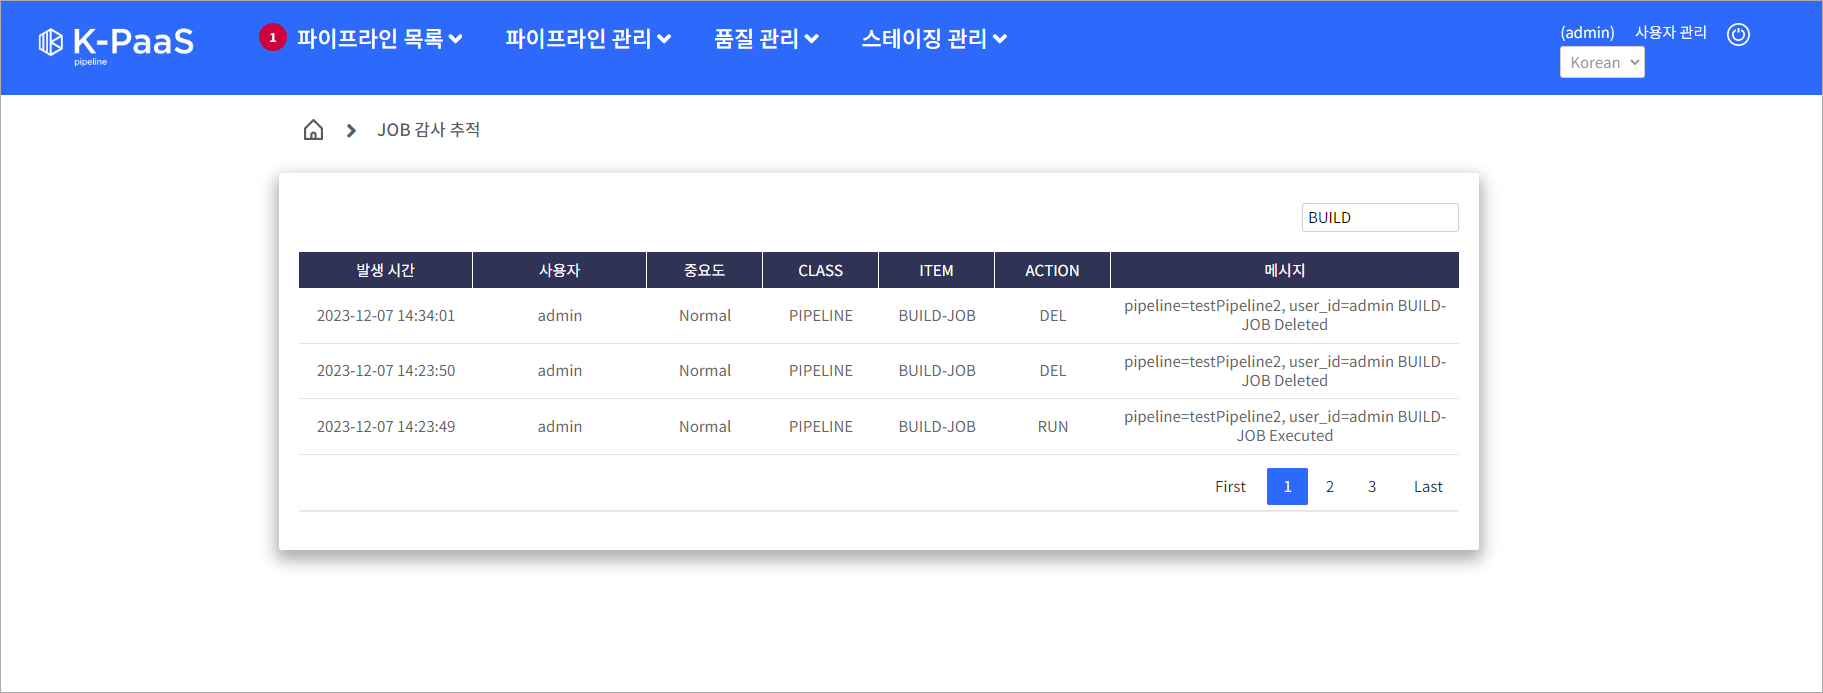 K-PaaS
pipeline
1 파이프라인 목록 파이프라인 관리 품질 관리 스테이징 관리
(admin) 사용자 관리
Korean
JOB 감사 추적
BUILD
발생 시간 사용자 중요도 CLASS ITEM ACTION 메시지
2023-12-07 14:34:01 admin Normal PIPELINE BUILD-JOB DEL pipeline=testPipeline2, user_id=admin BUILD-
JOB Deleted
2023-12-07 14:23:50 admin Normal PIPELINE BUILD-JOB DEL pipeline=testPipeline2, user_id=admin BUILD-
JOB Deleted
2023-12-07 14:23:49 admin Normal PIPELINE BUILD-JOB RUN pipeline=testPipeline2, user_id=admin BUILD-
JOB Executed
First 1 2 3 Last